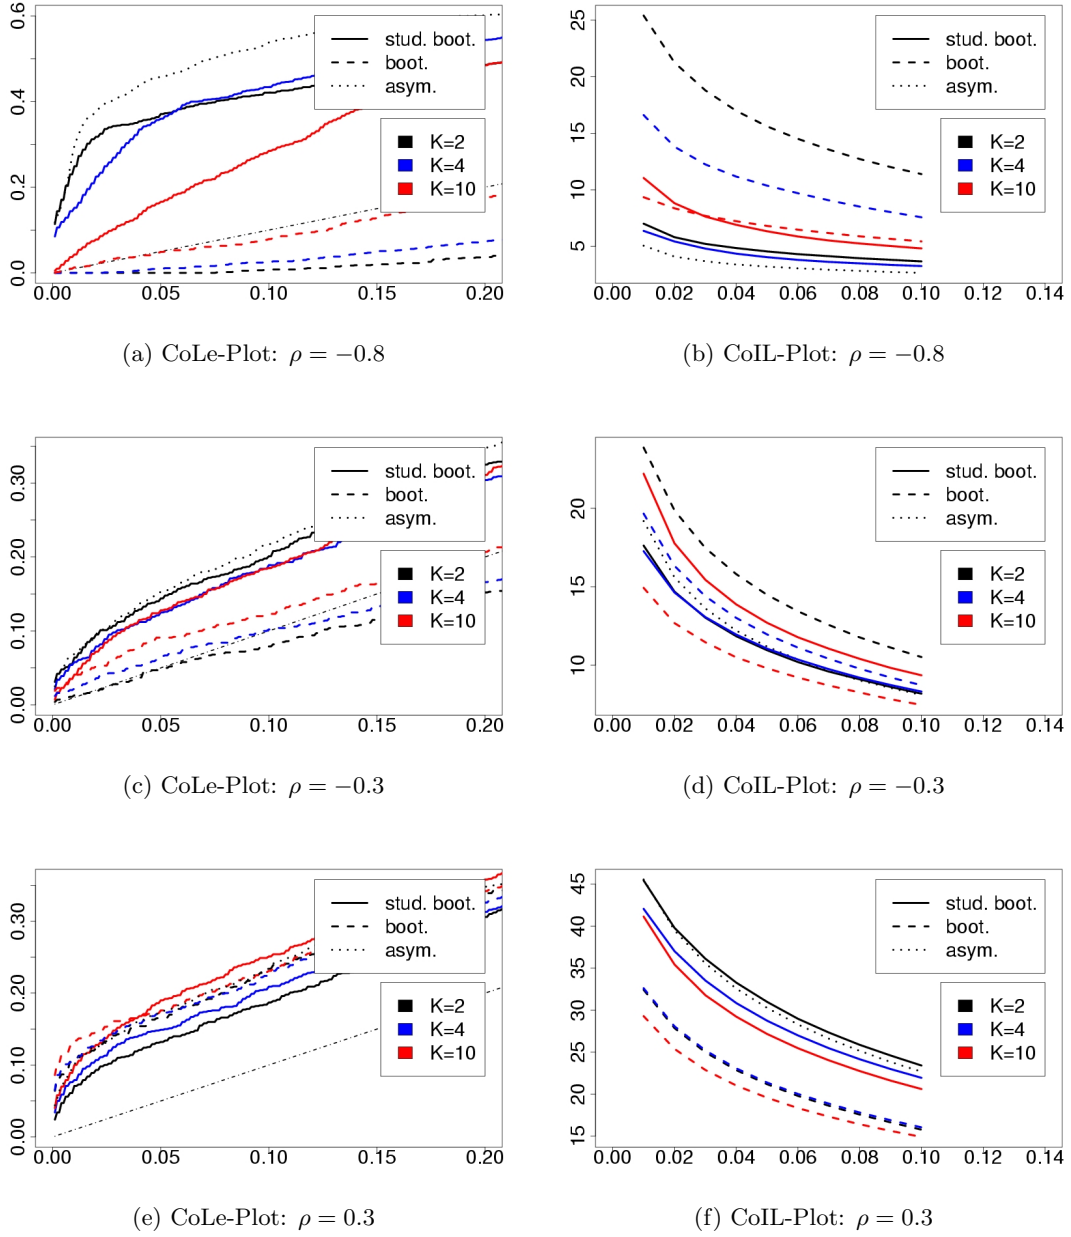 0.0 0.2 0.4 0.6
0.00 0.05 0.10 0.15 0.20
stud. boot.
boot.
asym.
K=2
K=4
K=10
(a) CoLe-Plot: ρ = −0.8
5 10 15 20 25
0.00 0.02 0.04 0.06 0.08 0.10 0.12 0.14
stud. boot.
boot.
asym.
K=2
K=4
K=10
(b) CoIL-Plot: ρ = −0.8
0.00 0.10 0.20 0.30
0.00 0.05 0.10 0.15 0.20
stud. boot.
boot.
asym.
K=2
K=4
K=10
(c) CoLe-Plot: ρ = −0.3
10 15 20
0.00 0.02 0.04 0.06 0.08 0.10 0.12 0.14
stud. boot.
boot.
asym.
K=2
K=4
K=10
(d) CoIL-Plot: ρ = −0.3
0.00 0.10 0.20 0.30
0.00 0.05 0.10 0.15 0.20
stud. boot.
boot.
asym.
K=2
K=4
K=10
(e) CoLe-Plot: ρ = 0.3
15 20 25 30 35 40 45
0.00 0.02 0.04 0.06 0.08 0.10 0.12 0.14
stud. boot.
boot.
asym.
K=2
K=4
K=10
(f) CoIL-Plot: ρ = 0.3